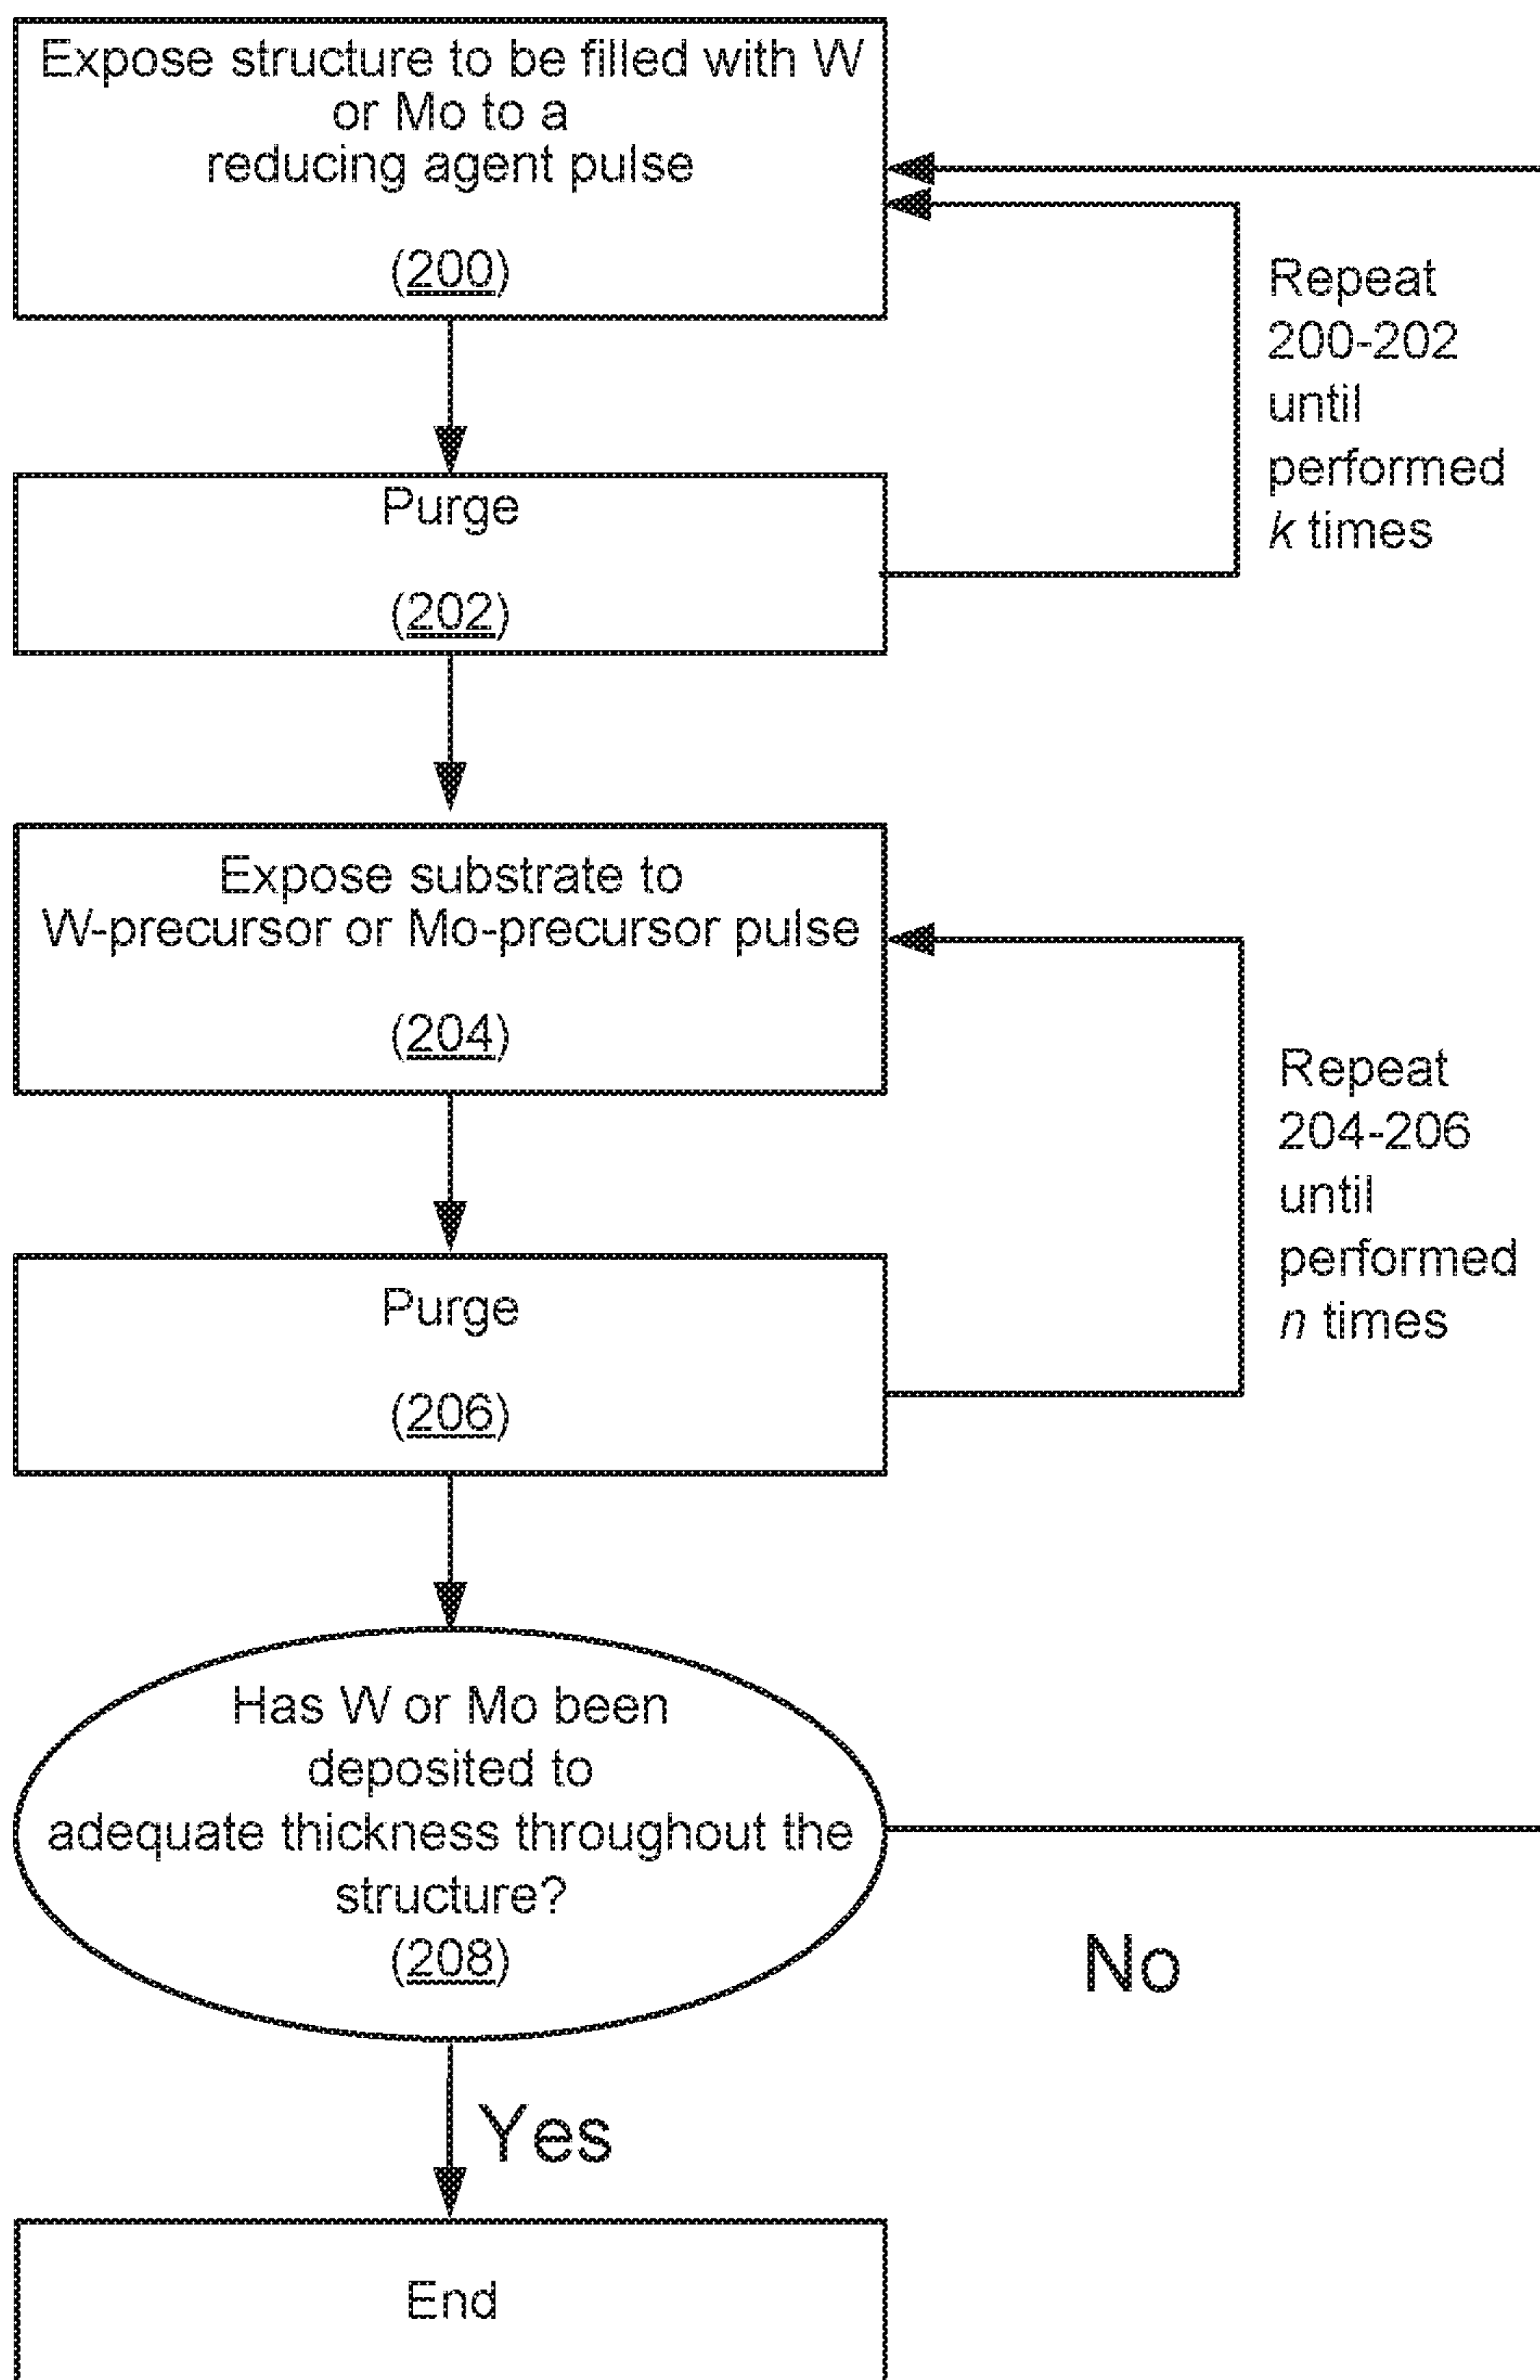 Expose structure to be filled with W
or Mo to a
reducing agent pulse
(200)
Repeat
200-202
until
performed
k times
Purge
(202)
Expose substrate to
W-precursor or Mo-precursor pulse
(204)
Repeat
204-206
until
performed
n times
Purge
(206)
Has W or Mo been
deposited to
adequate thickness throughout the
structure?
(208)
No
Yes
End